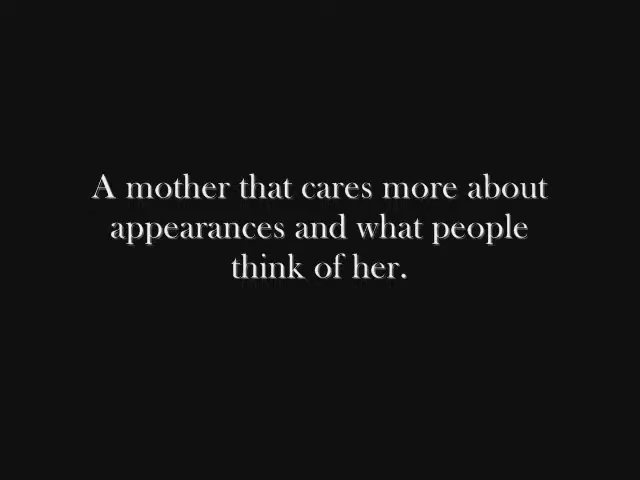 A mother that cares more about
appearances and what people
think of her.